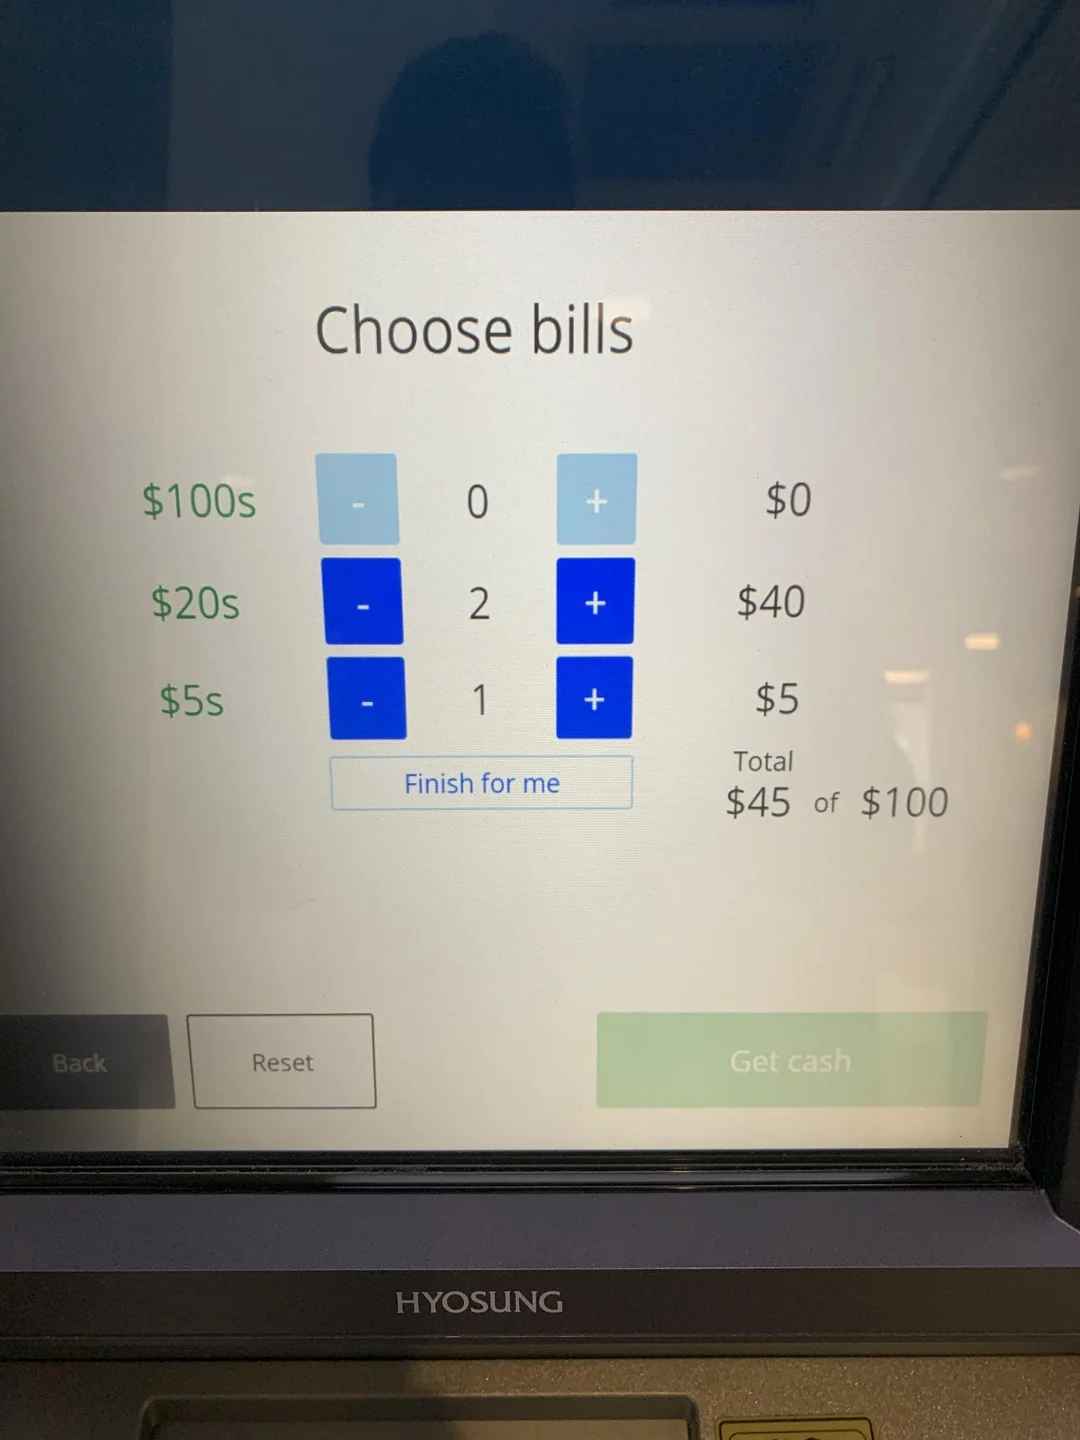 Choose bills
$100s - 0 + $0
$20s - 2 + $40
$5s - 1 + $5
Finish for me
Total
$45 of $100
Back
Reset
Get cash
HYOSUNG